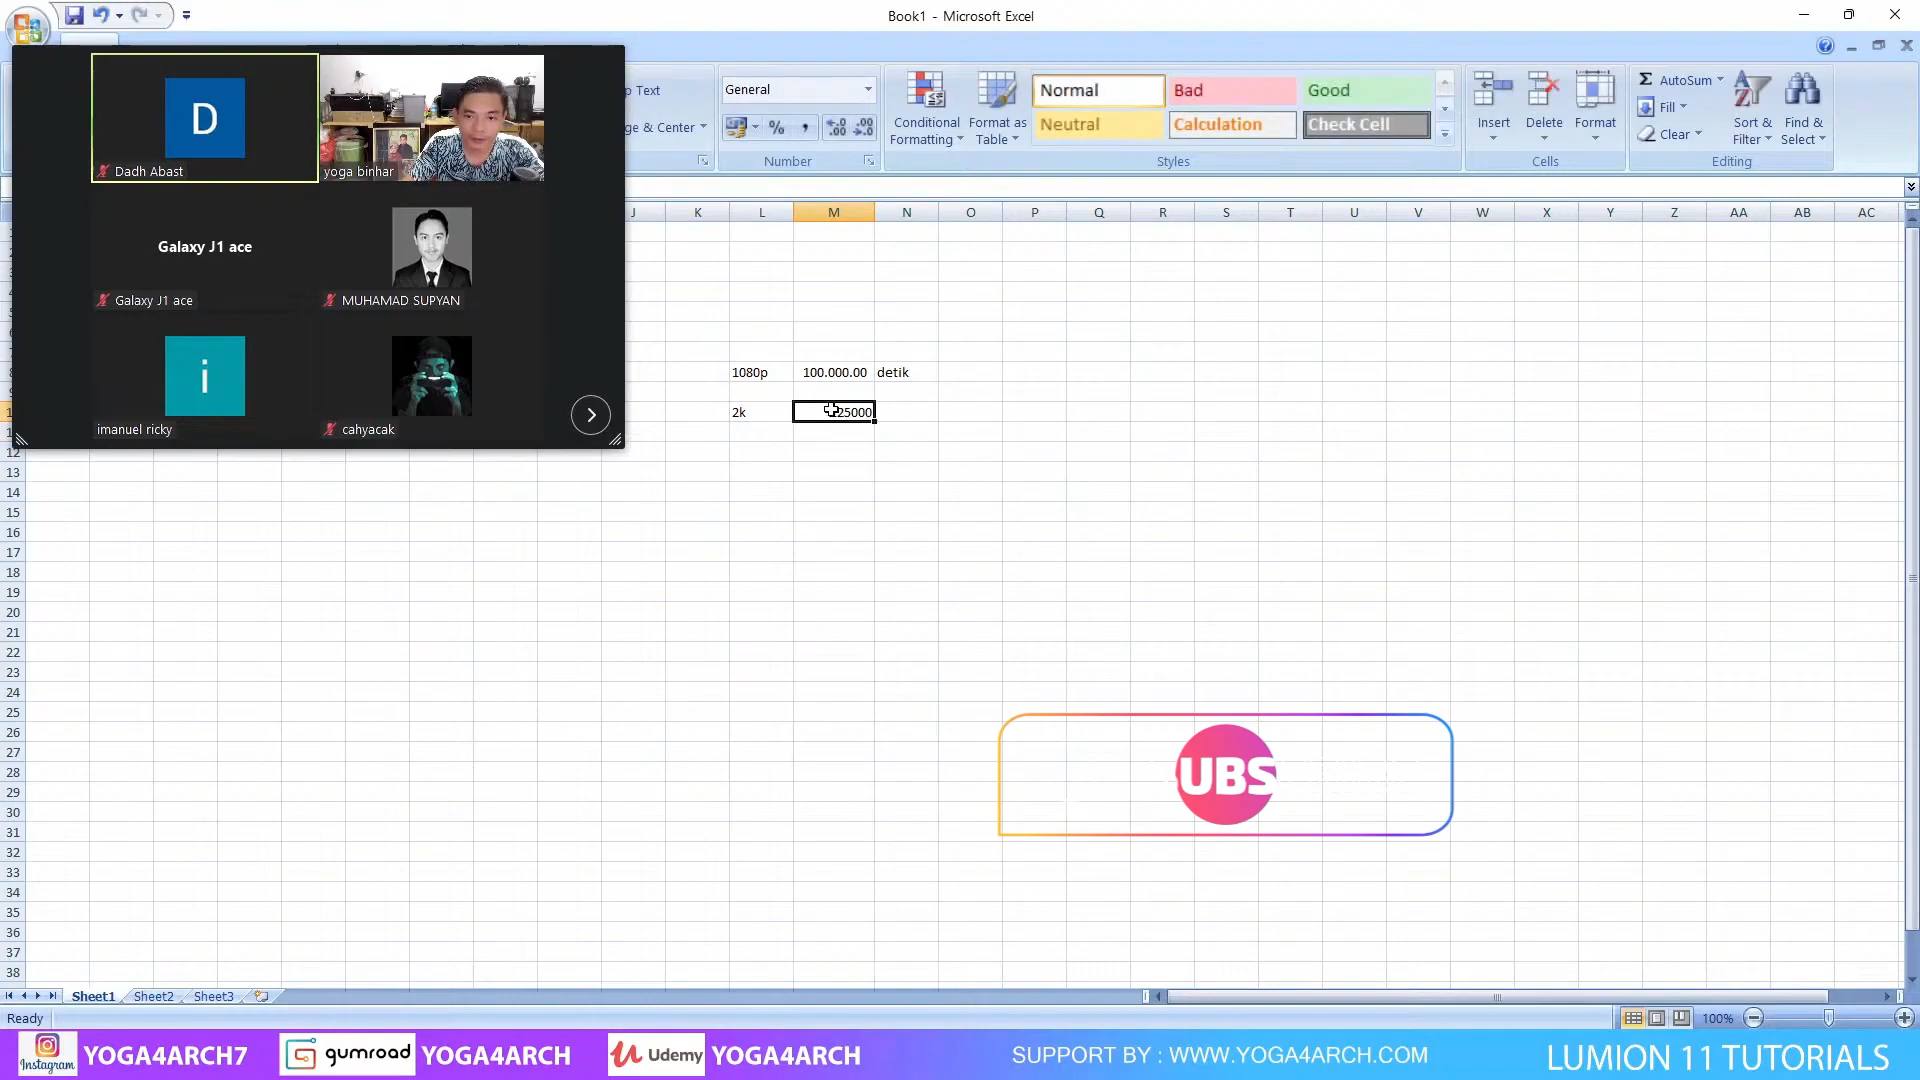 Book1 - Microsoft Excel
D
Dadh Abast
yoga binhar
Galaxy J1 ace
Galaxy J1 ace
MUHAMAD SUPYAN
i
imanuel ricky
cahyacak
p Text
ge & Center
General
% ,
Number
Conditional Formatting
Format as Table
Normal
Bad
Good
Neutral
Calculation
Check Cell
Styles
Insert
Delete
Format
Cells
Σ AutoSum
Fill
Clear
Sort & Filter
Find & Select
Editing
J K L M N O P Q R S T U V W X Y Z AA AB AC
1080p 100.000.00 detik
2k
12
13
14
15
16
17
18
19
20
21
22
23
24
25
26
27
28
29
30
31
32
33
34
35
36
37
38
UBS
Sheet1 Sheet2 Sheet3
Ready
100%
Instagram YOGA4ARCH7
gumroad YOGA4ARCH
Udemy YOGA4ARCH
SUPPORT BY : WWW.YOGA4ARCH.COM
LUMION 11 TUTORIALS